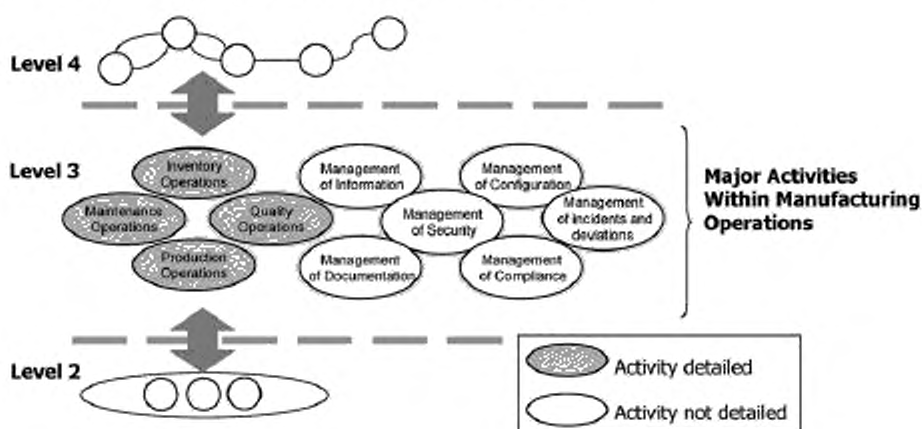 Level 4
Level 3
Inventory
Operations
Maintenance
Operations
Quality
Operations
Production
Operations
Management
of Information
Management
of Security
Management
of Documentation
Management
of Configuration
Management
of incidents and
deviations
Management
of Compliance
Major Activities
Within Manufacturing
Operations
Level 2
Activity detailed
Activity not detailed